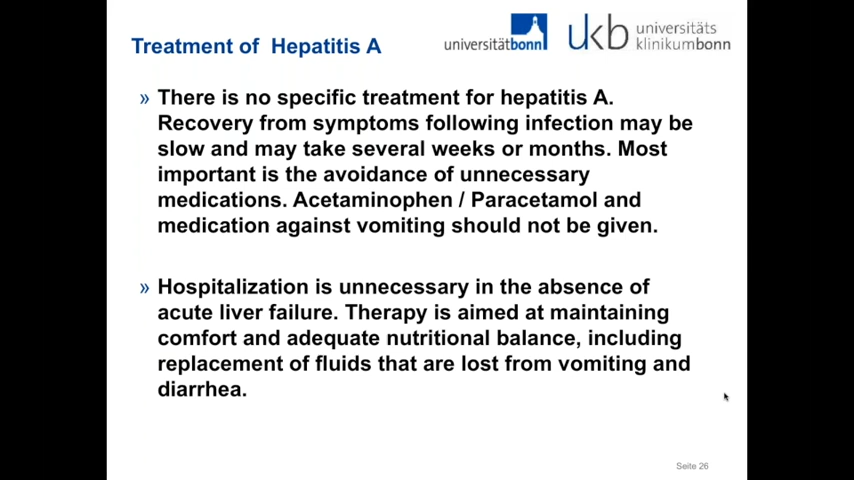 Treatment of Hepatitis A
universitätbonn
ukb universitäts
klinikumbonn
» There is no specific treatment for hepatitis A.
Recovery from symptoms following infection may be
slow and may take several weeks or months. Most
important is the avoidance of unnecessary
medications. Acetaminophen / Paracetamol and
medication against vomiting should not be given.
» Hospitalization is unnecessary in the absence of
acute liver failure. Therapy is aimed at maintaining
comfort and adequate nutritional balance, including
replacement of fluids that are lost from vomiting and
diarrhea.
Seite 26